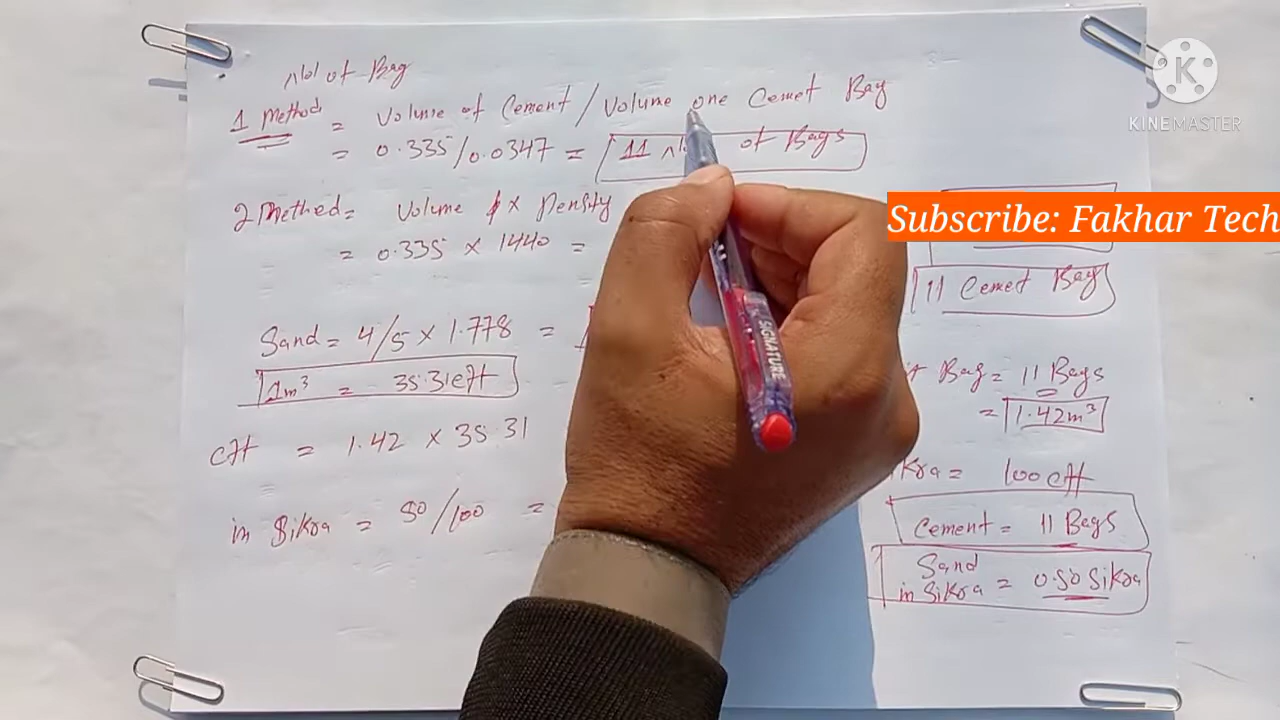 No of Bag
1 Method = Volume of Cement / Volume one Cemet Bag
= 0.335/0.0347 = 11 of Bags
2 Method = Volume x Density
= 0.335 x 1440 =
Sand = 4/5 x 1.778 =
1m³ = 35.31cft
cft = 1.42 x 35.31
in Sikra = 50/100 =
11 Cemet Bag
Bag = 11 Bags
= 1.42m³
100 cft
Cement = 11 Bags
Sand
in Sikra = 0.50 Sikra
K
KINEMASTER
Subscribe: Fakhar Tech
SIGNATURE